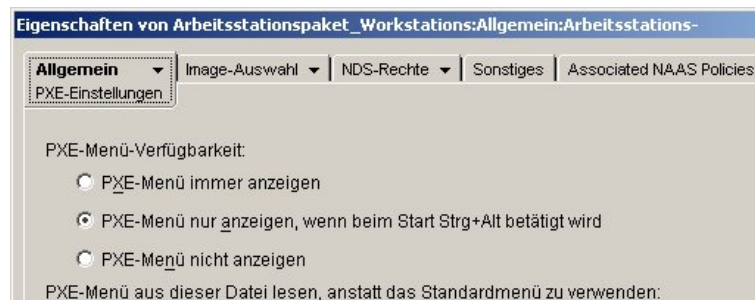 Eigenschaften von Arbeitsstationspaket_Workstations:Allgemein:Arbeitsstations-
Allgemein Image-Auswahl NDS-Rechte Sonstiges Associated NAAS Policies
PXE-Einstellungen
PXE-Menü-Verfügbarkeit:
PXE-Menü immer anzeigen
PXE-Menü nur anzeigen, wenn beim Start Strg+Alt betätigt wird
PXE-Menü nicht anzeigen
PXE-Menü aus dieser Datei lesen, anstatt das Standardmenü zu verwenden: